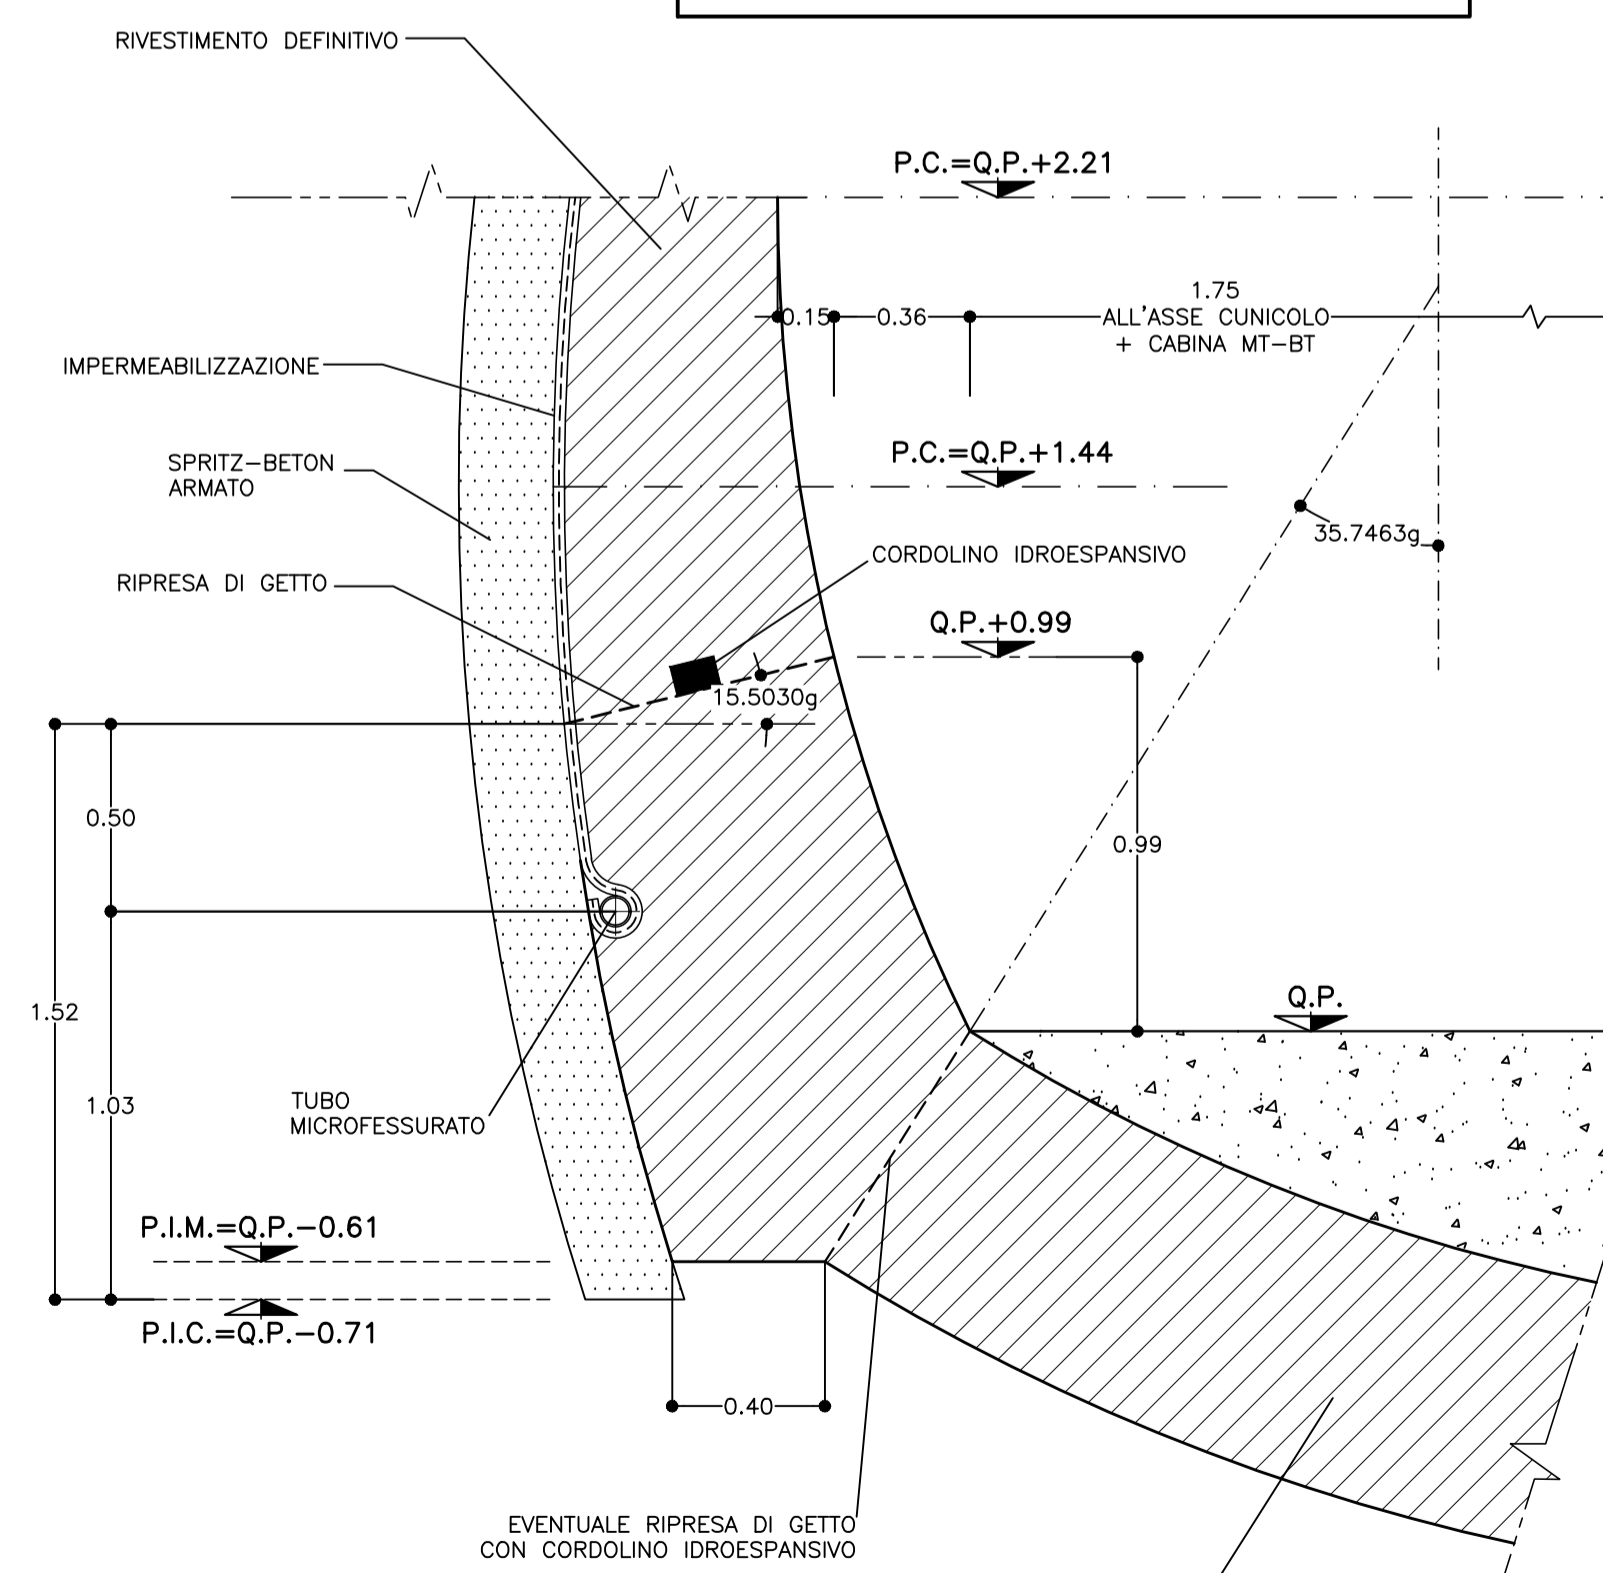 RIVESTIMENTO DEFINITIVO
P.C.=Q.P.+2.21
1.75
0.15
0.36
ALL'ASSE CUNICOLO
+ CABINA MT-BT
IMPERMEABILIZZAZIONE
P.C.=Q.P.+1.44
SPRITZ-BETON
ARMATO
35.7463g
CORDOLINO IDROESPANSIVO
RIPRESA DI GETTO
Q.P.+0.99
15.5030g
0.50
0.99
Q.P.
1.52
TUBO
MICROFESSURATO
1.03
P.I.M.=Q.P.-0.61
P.I.C.=Q.P.-0.71
0.40
EVENTUALE RIPRESA DI GETTO
CON CORDOLINO IDROESPANSIVO